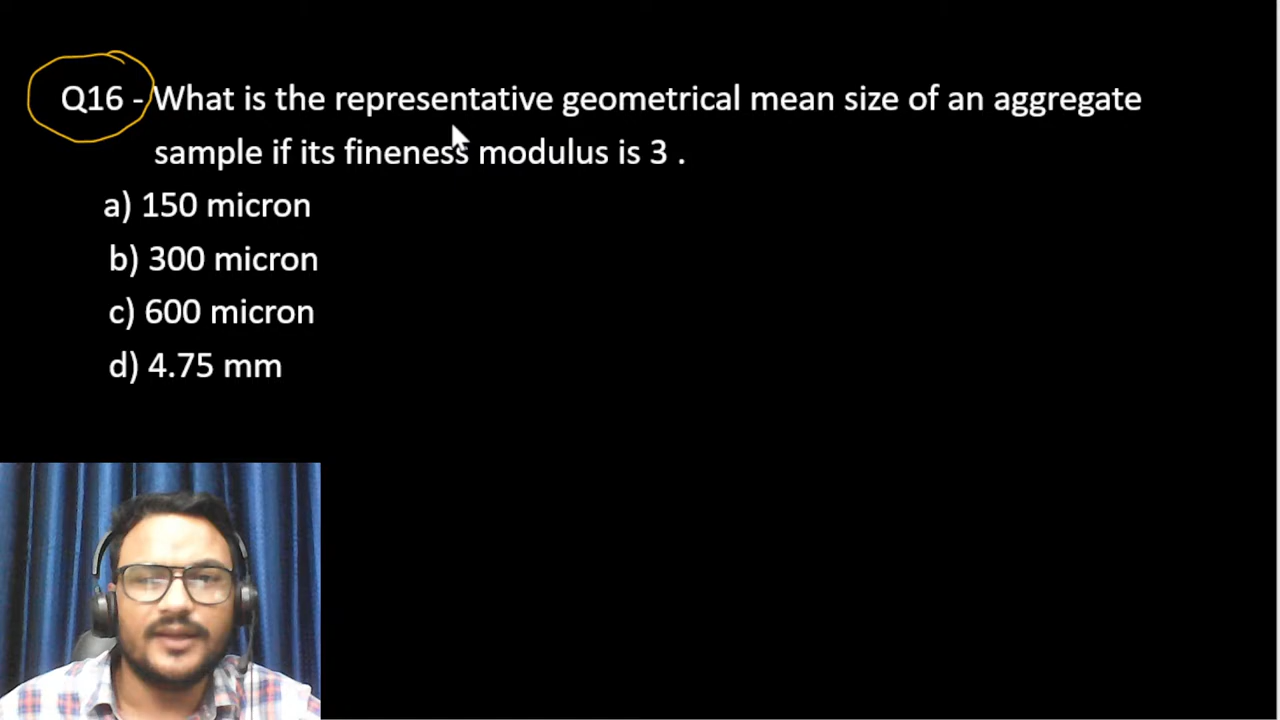 Q16 - What is the representative geometrical mean size of an aggregate
sample if its fineness modulus is 3 .
a) 150 micron
b) 300 micron
c) 600 micron
d) 4.75 mm